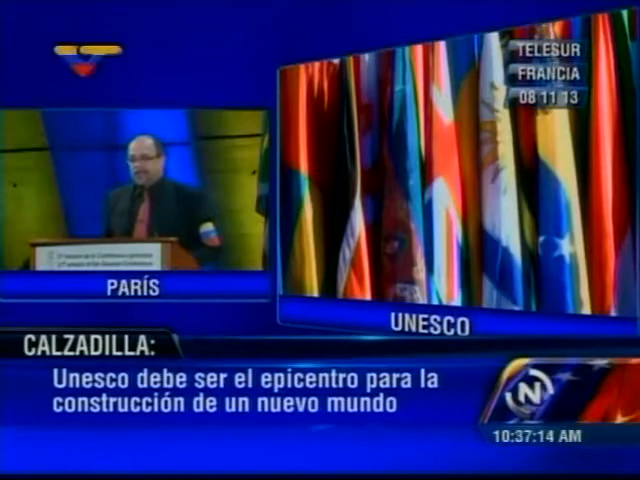 TELESUR
FRANCIA
08 11 13
PARÍS
UNESCO
CALZADILLA:
Unesco debe ser el epicentro para la
construcción de un nuevo mundo
N
10:37:14 AM